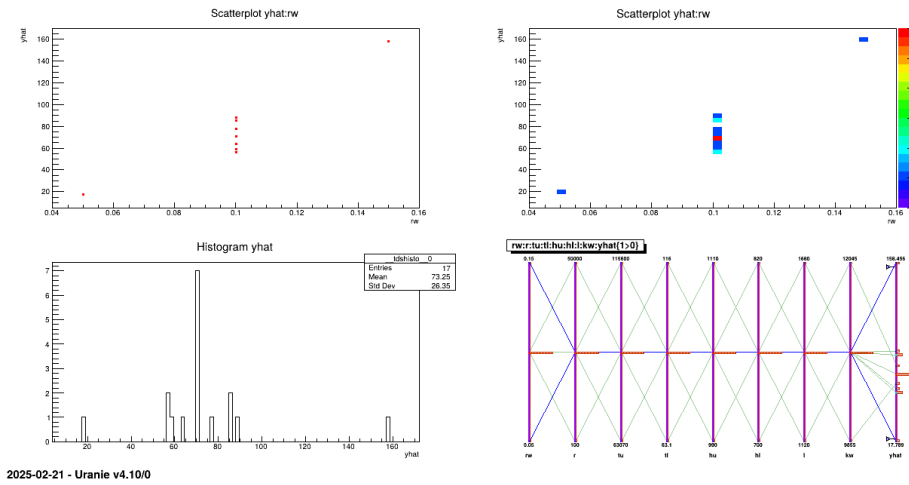 Scatterplot yhat:rw
yhat
160
140
120
100
80
60
40
20
0.04 0.06 0.08 0.1 0.12 0.14 0.16
rw
Scatterplot yhat:rw
yhat
160
140
120
100
80
60
40
20
0.04 0.06 0.08 0.1 0.12 0.14 0.16
rw
Histogram yhat
__tdshisto__0
Entries 17
Mean 73.25
Std Dev 26.35
7
6
5
4
3
2
1
0
20 40 60 80 100 120 140 160
yhat
rw:r:tu:tl:hu:hl:l:kw:yhat{1>0}
0.15 50000 115600 116 1110 820 1680 12045 158.456
0.05 100 63070 63.1 990 700 1120 9855 17.789
rw r tu tl hu hl l kw yhat
2025-02-21 - Uranie v4.10/0